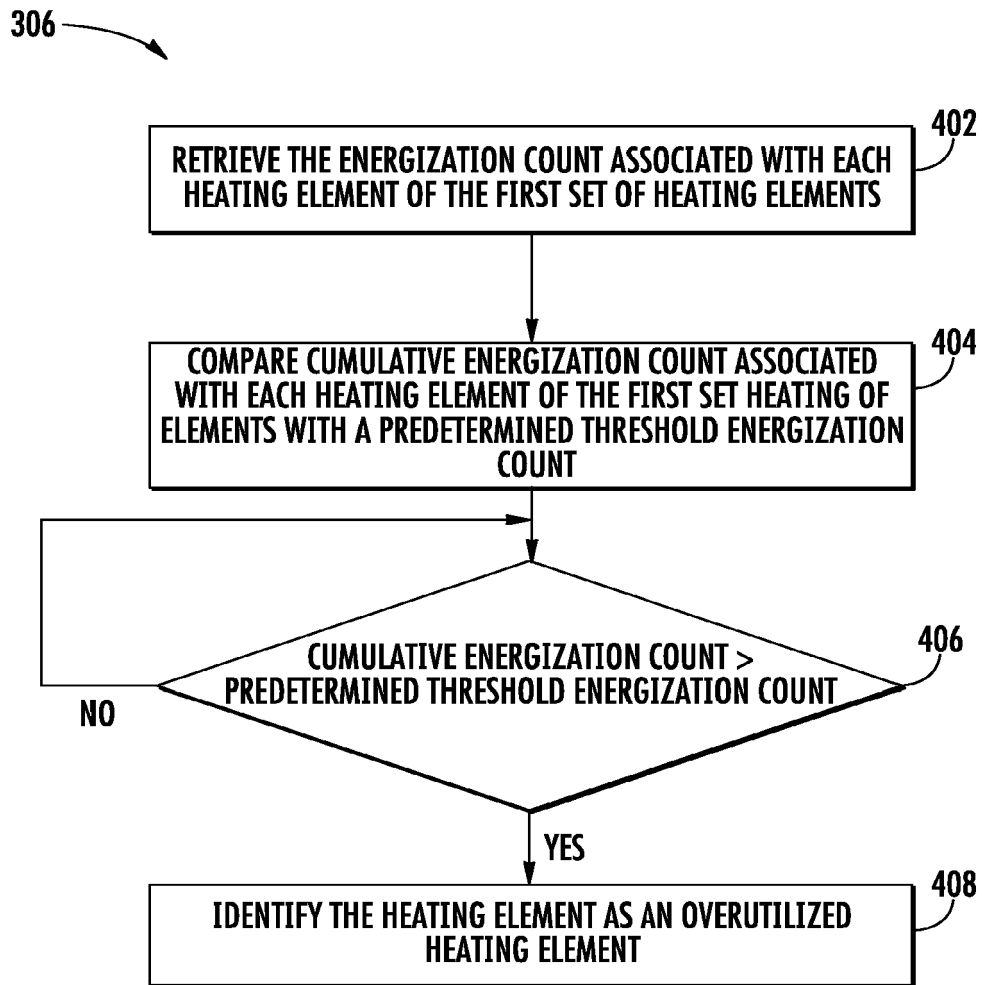 306
402
RETRIEVE THE ENERGIZATION COUNT ASSOCIATED WITH EACH
HEATING ELEMENT OF THE FIRST SET OF HEATING ELEMENTS
404
COMPARE CUMULATIVE ENERGIZATION COUNT ASSOCIATED
WITH EACH HEATING ELEMENT OF THE FIRST SET HEATING OF
ELEMENTS WITH A PREDETERMINED THRESHOLD ENERGIZATION
COUNT
406
CUMULATIVE ENERGIZATION COUNT >
PREDETERMINED THRESHOLD ENERGIZATION COUNT
NO
YES
408
IDENTIFY THE HEATING ELEMENT AS AN OVERUTILIZED
HEATING ELEMENT